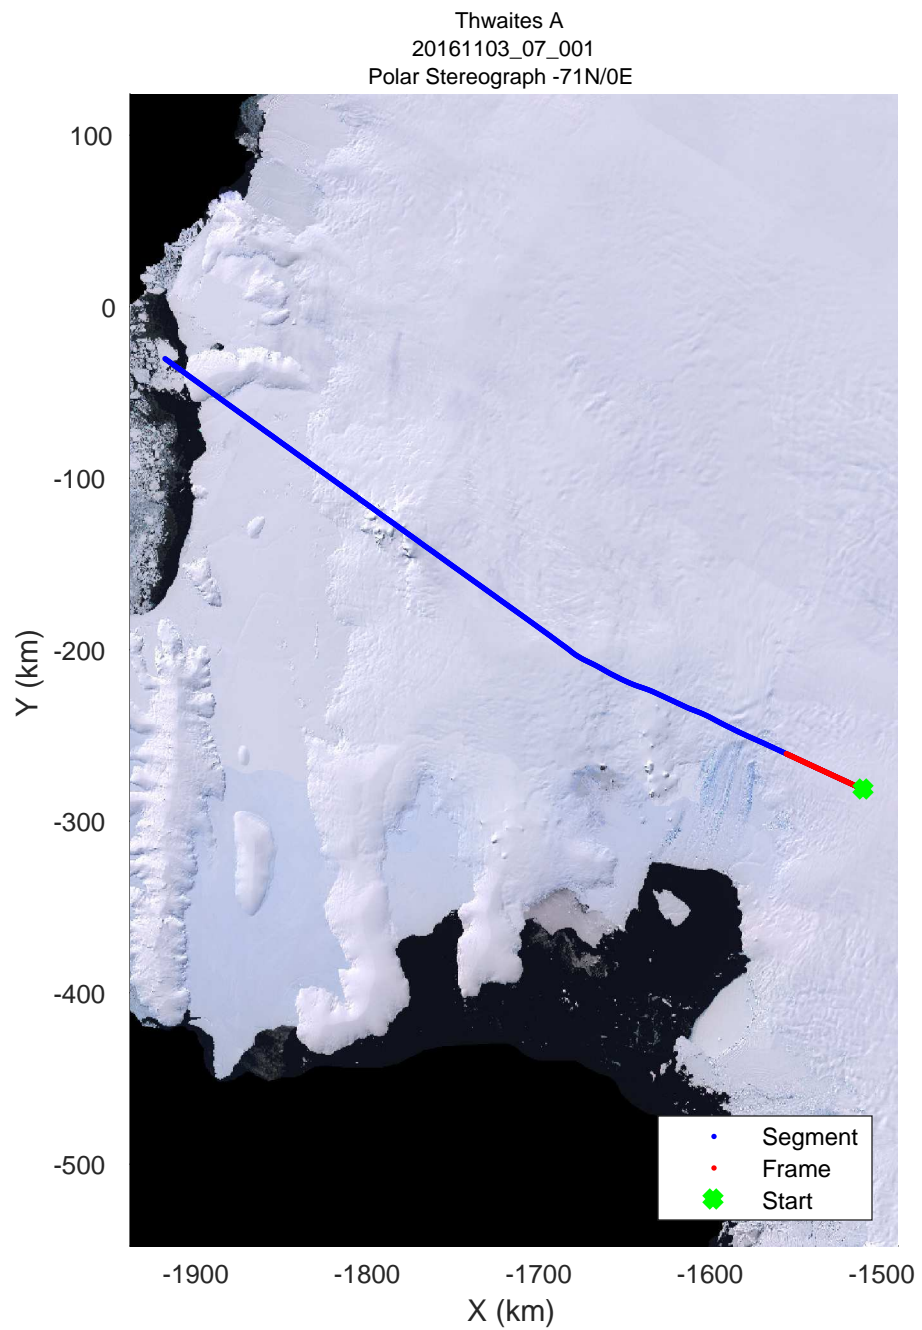 Thwaites A
20161103_07_001
Polar Stereograph -71N/0E
100
0
-100
-200
-300
-400
-500
Y (km)
-1900
-1800
-1700
-1600
-1500
X (km)
Segment
Frame
Start